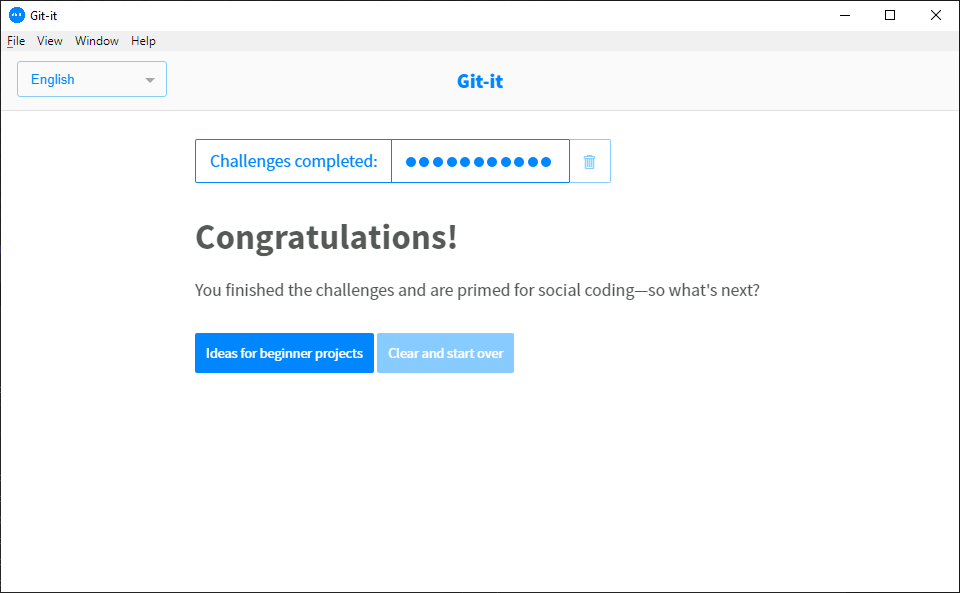 Git-it
File View Window Help
English
Git-it
Challenges completed:
Congratulations!
You finished the challenges and are primed for social coding—so what's next?
Ideas for beginner projects Clear and start over